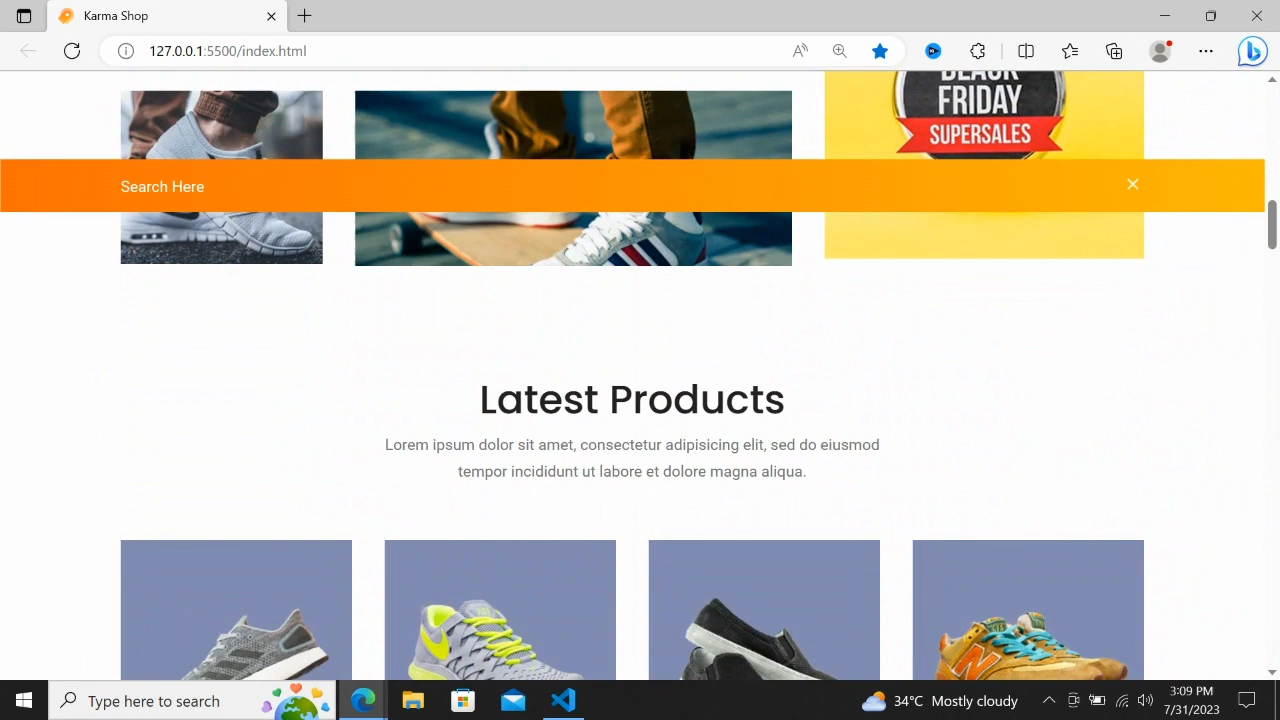 Karma Shop
127.0.0.1:5500/index.html
BLACK
FRIDAY
SUPERSALES
Search Here
Latest Products
Lorem ipsum dolor sit amet, consectetur adipisicing elit, sed do eiusmod
tempor incididunt ut labore et dolore magna aliqua.
Type here to search
34°C Mostly cloudy
3:09 PM
7/31/2023